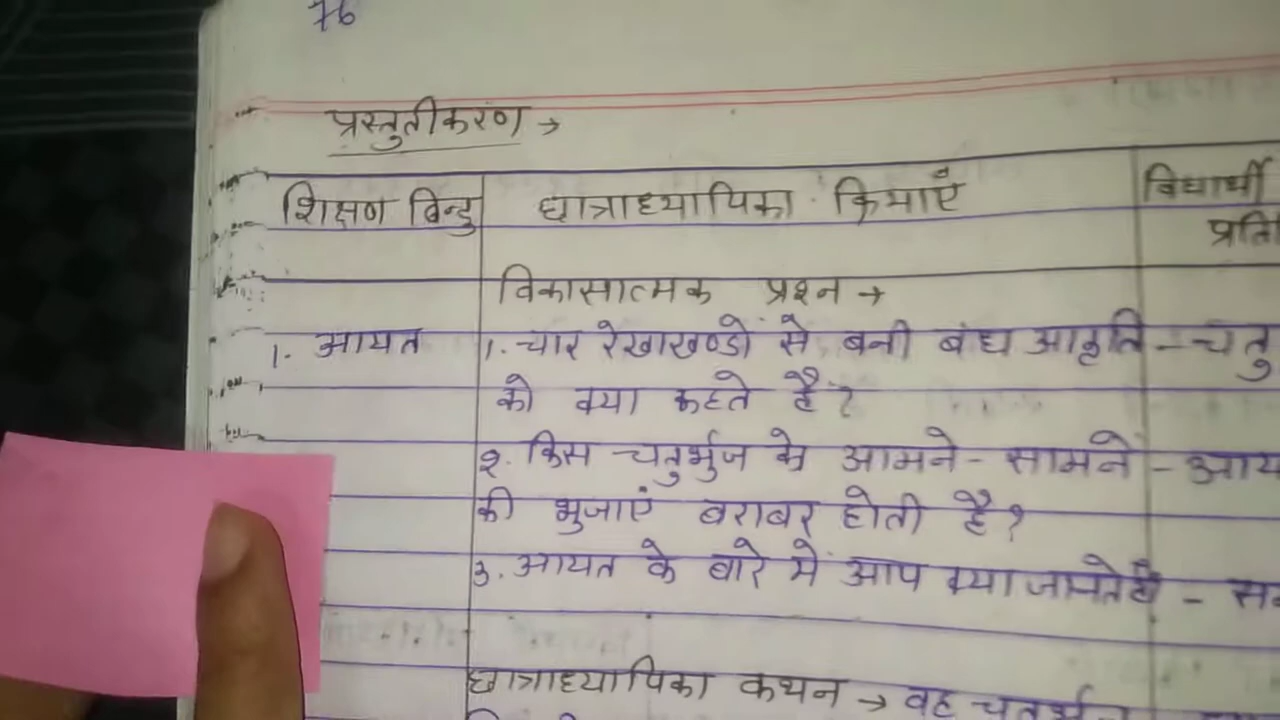 76
प्रस्तुतीकरण →
शिक्षण बिन्दु छात्राध्यापिका क्रियाएँ विद्यार्थी
प्रति
विकासात्मक प्रश्न →
1. आयत 1. चार रेखाखण्डो से बनी बंध आकृति - चतु
को क्या कहते है?
2. किस चतुर्भुज के आमने - सामने - आय
की भुजाएं बराबर होती है?
3. आयत के बारे में आप क्या जानते है -
छात्राध्यापिका कथन → वह चतुर्भुज